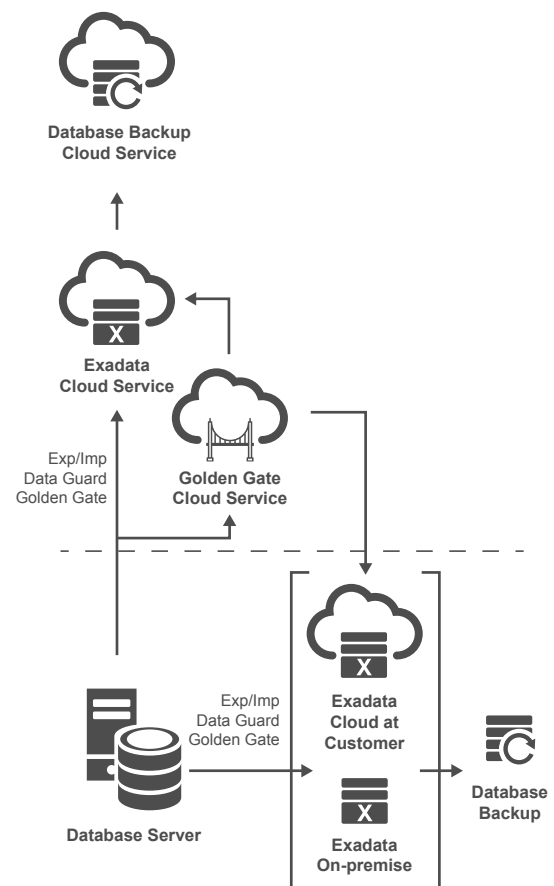 Database Backup
Cloud Service
X
Exadata
Cloud Service
Exp/Imp
Data Guard
Golden Gate
Golden Gate
Cloud Service
X
Exadata
Cloud at
Customer
Exp/Imp
Data Guard
Golden Gate
Database Server
X
Exadata
On-premise
Database
Backup